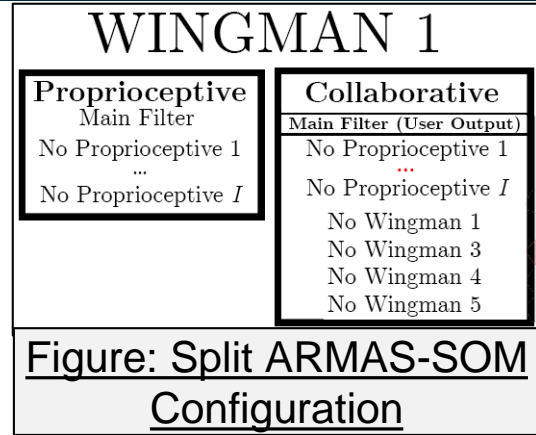 WINGMAN 1
Proprioceptive
Main Filter
No Proprioceptive 1
...
No Proprioceptive I
Collaborative
Main Filter (User Output)
No Proprioceptive 1
...
No Proprioceptive I
No Wingman 1
No Wingman 3
No Wingman 4
No Wingman 5
Figure: Split ARMAS-SOM
Configuration